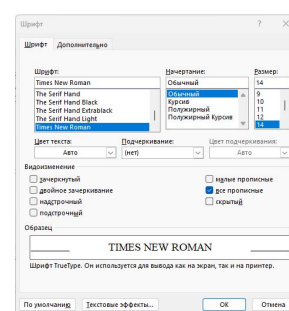 Шрифт ? ×
Шрифт Дополнительно
Шрифт: Начертание: Размер:
Times New Roman Обычный 14
The Serif Hand Обычный 9
The Serif Hand Black Курсив 10
The Serif Hand Extrablack Полужирный 11
The Serif Hand Light Полужирный Курсив 12
Times New Roman 14
Цвет текста: Подчеркивание: Цвет подчеркивания:
Авто (нет) Авто
Видоизменение
зачеркнутый малые прописные
двойное зачеркивание все прописные
надстрочный скрытый
подстрочный
Образец
TIMES NEW ROMAN
Шрифт TrueType. Он используется для вывода как на экран, так и на принтер.
По умолчанию Текстовые эффекты... ОК Отмена